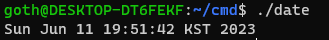 goth@DESKTOP-DT6FEKF:~/cmd$ ./date
Sun Jun 11 19:51:42 KST 2023